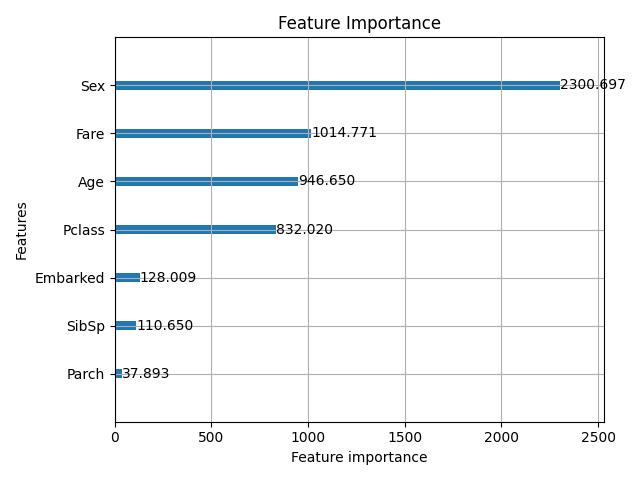 Feature Importance
Sex 2300.697
Fare 1014.771
Age 946.650
Pclass 832.020
Embarked 128.009
SibSp 110.650
Parch 37.893
Features
0 500 1000 1500 2000 2500
Feature importance